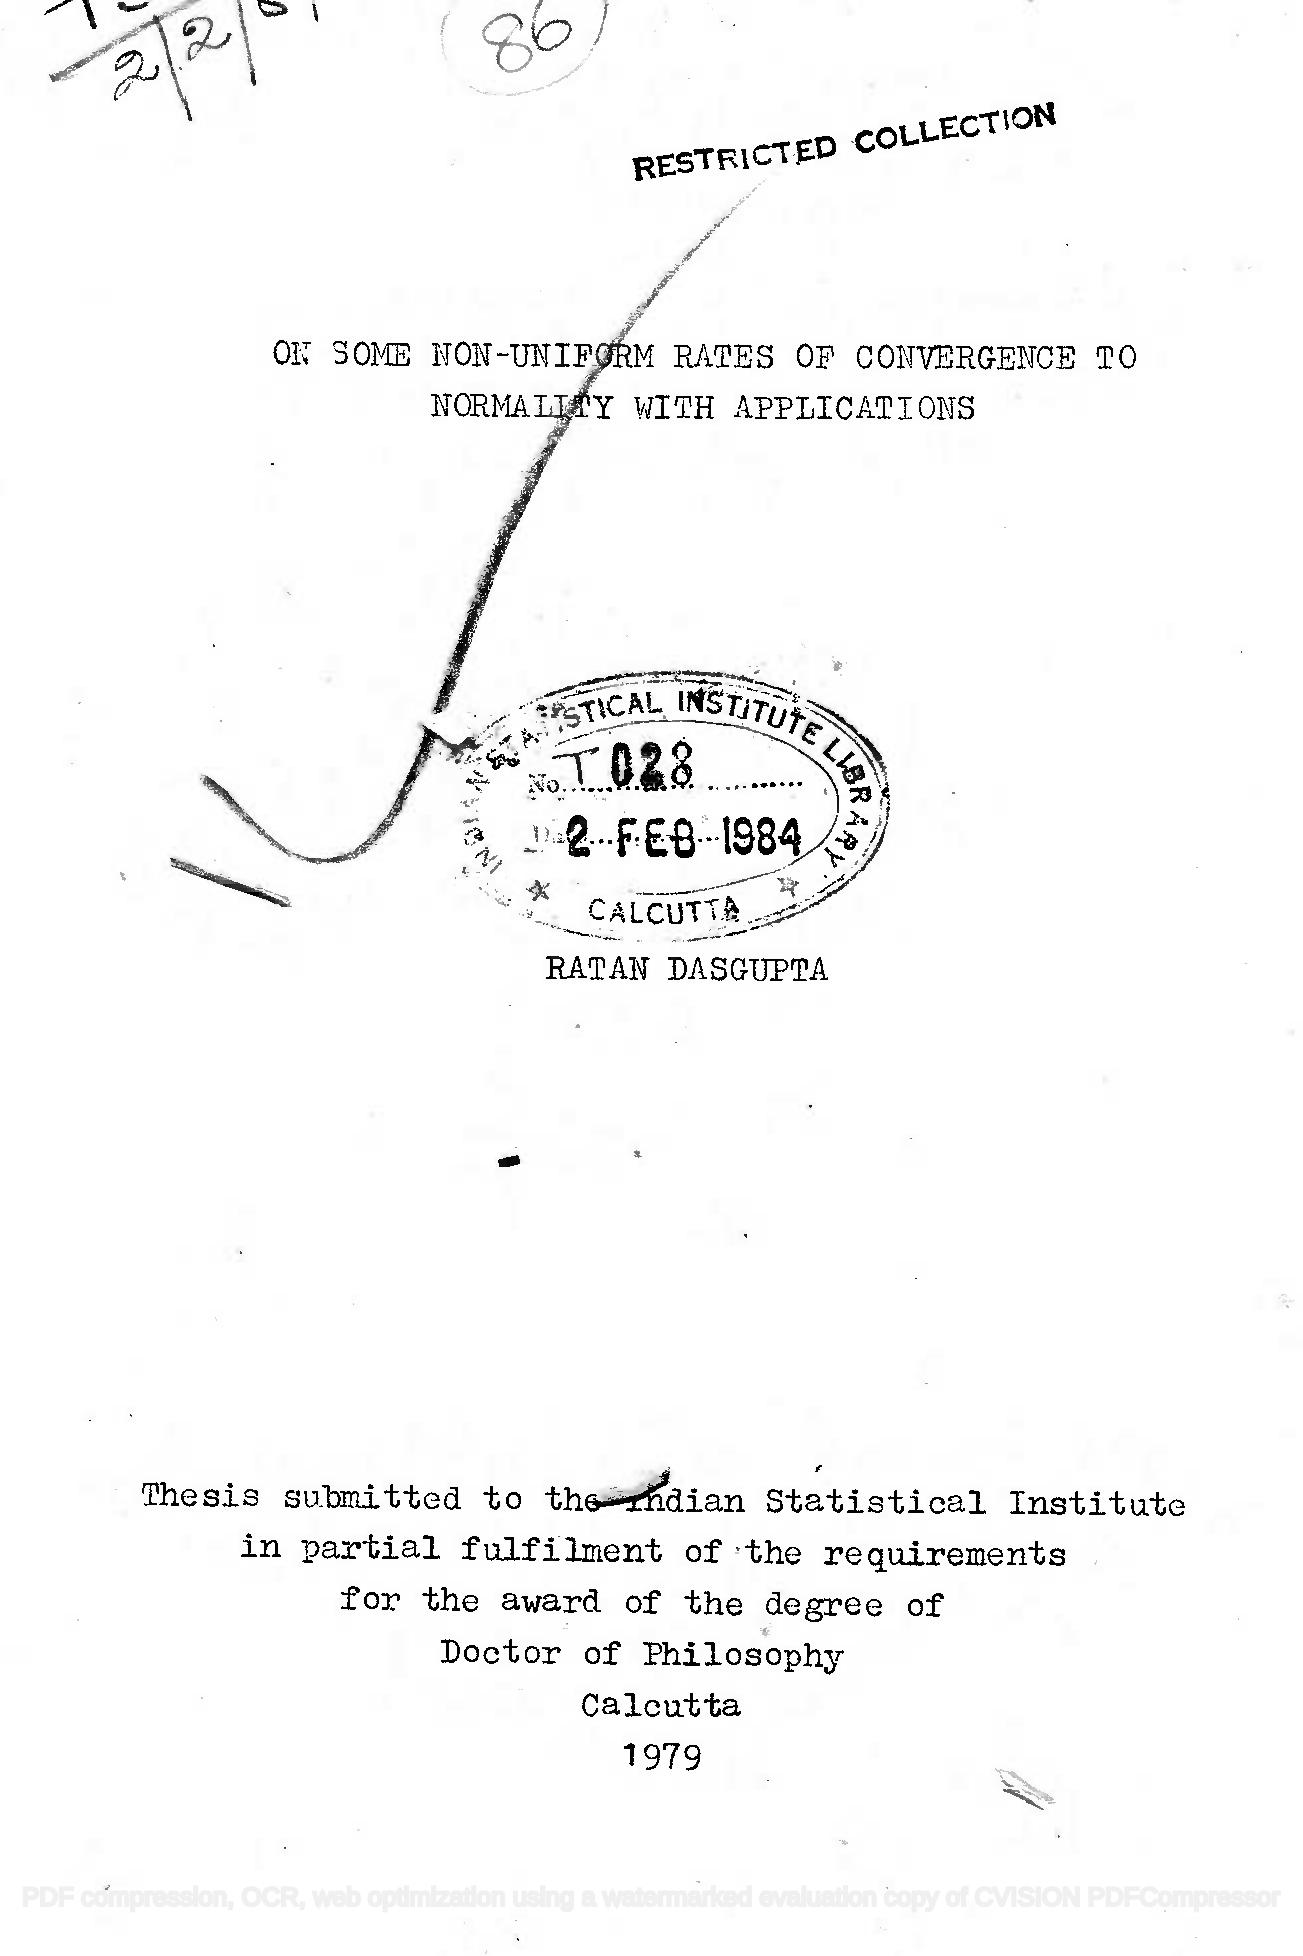 2/2/
86
RESTRICTED COLLECTION
ON SOME NON-UNIFORM RATES OF CONVERGENCE TO
NORMALITY WITH APPLICATIONS
INDIAN STATISTICAL INSTITUTE LIBRARY
No. T 028
2 FEB 1984
CALCUTTA
RATAN DASGUPTA
Thesis submitted to the Indian Statistical Institute
in partial fulfilment of the requirements
for the award of the degree of
Doctor of Philosophy
Calcutta
1979
PDF compression, OCR, web optimization using a watermarked evaluation copy of CVISION PDFCompressor